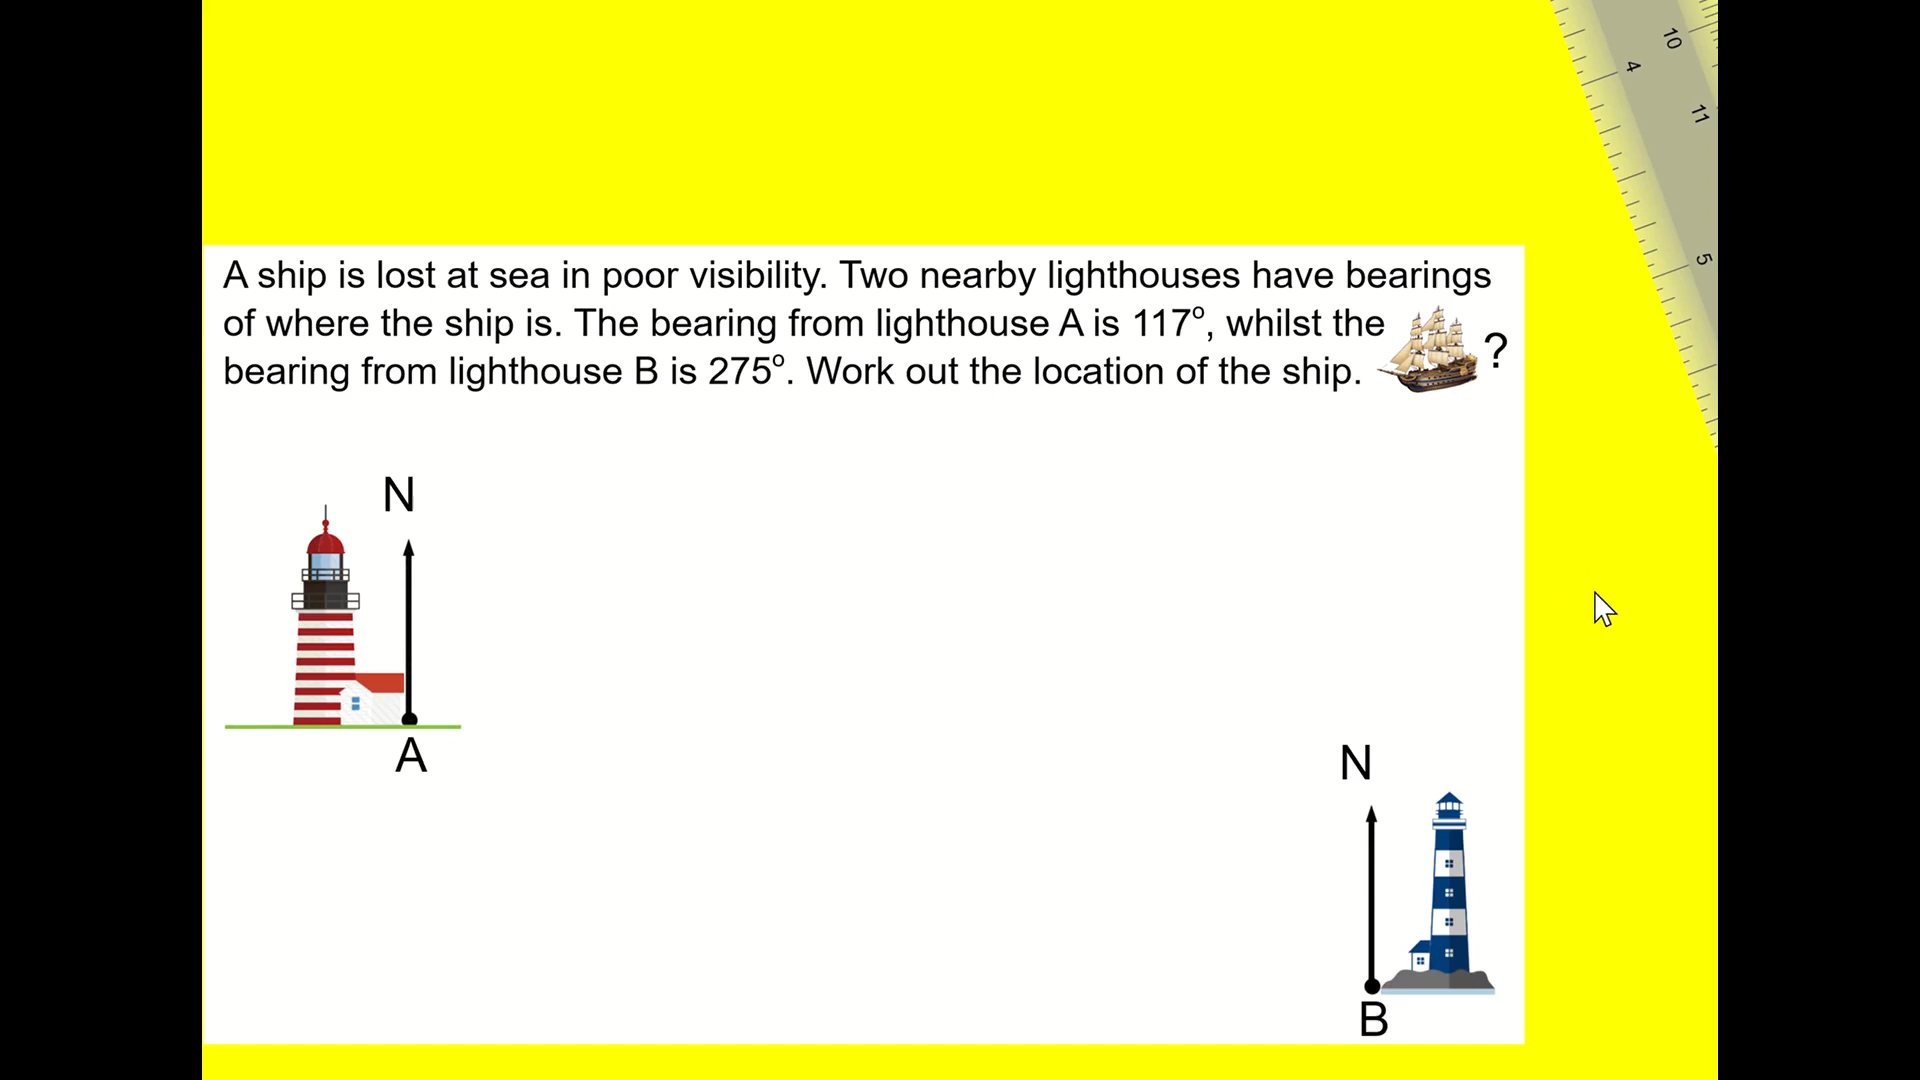 10
4
11
5
A ship is lost at sea in poor visibility. Two nearby lighthouses have bearings
of where the ship is. The bearing from lighthouse A is 117º, whilst the
bearing from lighthouse B is 275º. Work out the location of the ship.
?
N
A
N
B